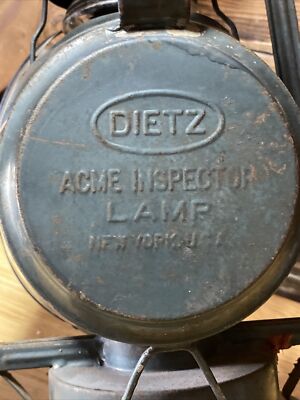 DIETZ
ACME INSPECTOR
LAMP
NEW YORK, U.S.A.